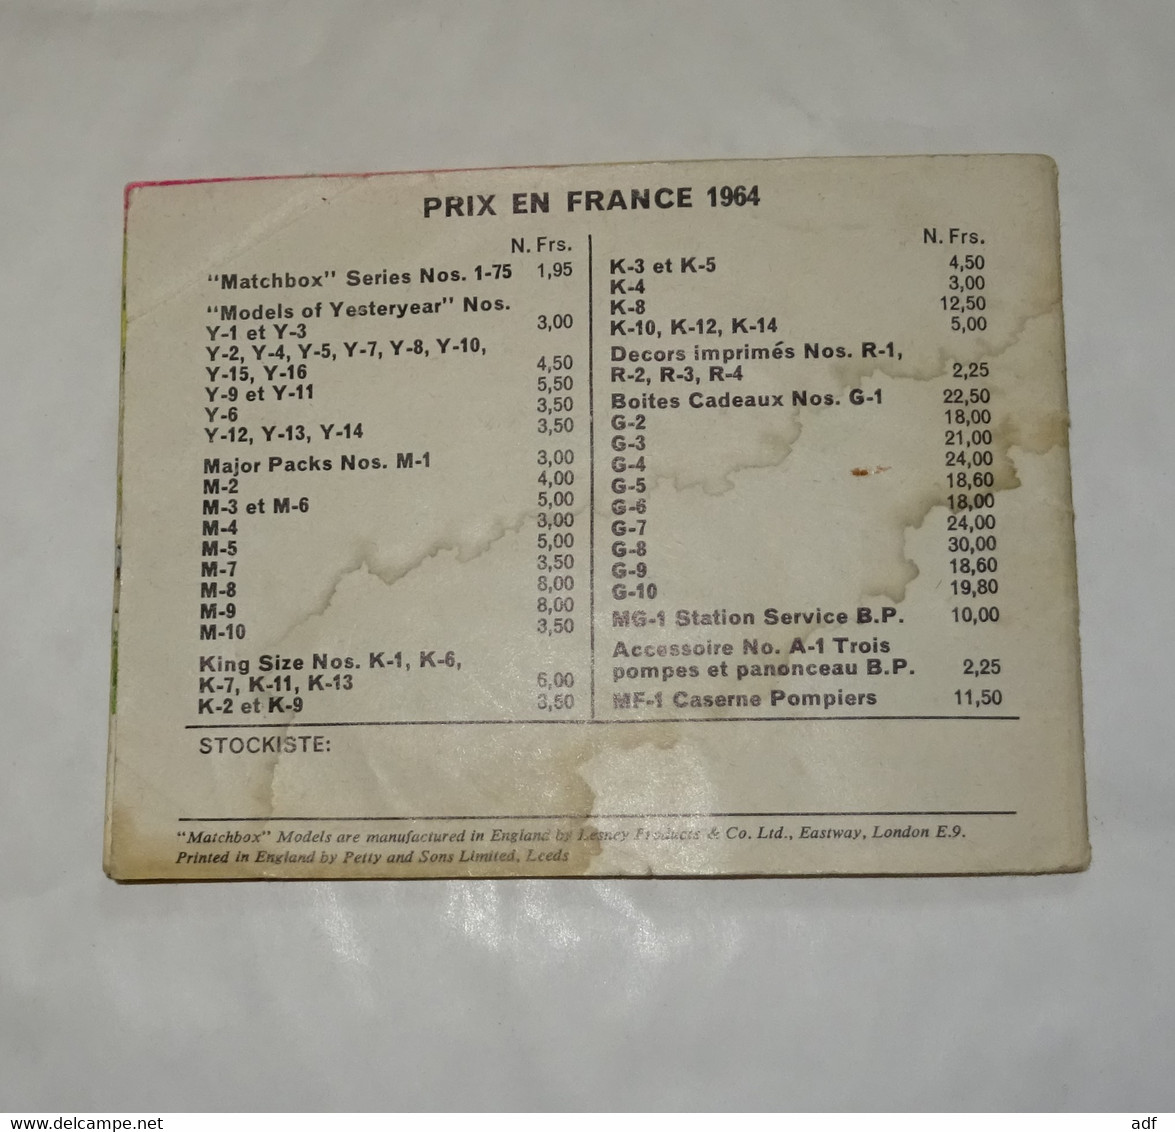 PRIX EN FRANCE 1964
N. Frs.
"Matchbox" Series Nos. 1-75 1,95
"Models of Yesteryear" Nos.
Y-1 et Y-3 3,00
Y-2, Y-4, Y-5, Y-7, Y-8, Y-10,
Y-15, Y-16 4,50
Y-9 et Y-11 5,50
Y-6 3,50
Y-12, Y-13, Y-14 3,50
Major Packs Nos. M-1 3,00
M-2 4,00
M-3 et M-6 5,00
M-4 3,00
M-5 5,00
M-7 3,50
M-8 8,00
M-9 8,00
M-10 3,50
King Size Nos. K-1, K-6,
K-7, K-11, K-13 6,00
K-2 et K-9 3,50
N. Frs.
K-3 et K-5 4,50
K-4 3,00
K-8 12,50
K-10, K-12, K-14 5,00
Decors imprimés Nos. R-1,
R-2, R-3, R-4 2,25
Boites Cadeaux Nos. G-1 22,50
G-2 18,00
G-3 21,00
G-4 24,00
G-5 18,60
G-6 18,00
G-7 24,00
G-8 30,00
G-9 18,60
G-10 19,80
MG-1 Station Service B.P. 10,00
Accessoire No. A-1 Trois
pompes et panonceau B.P. 2,25
MF-1 Caserne Pompiers 11,50
STOCKISTE:
"Matchbox" Models are manufactured in England by Lesney Products & Co. Ltd., Eastway, London E.9.
Printed in England by Petty and Sons Limited, Leeds
www.delcampe.net
adf